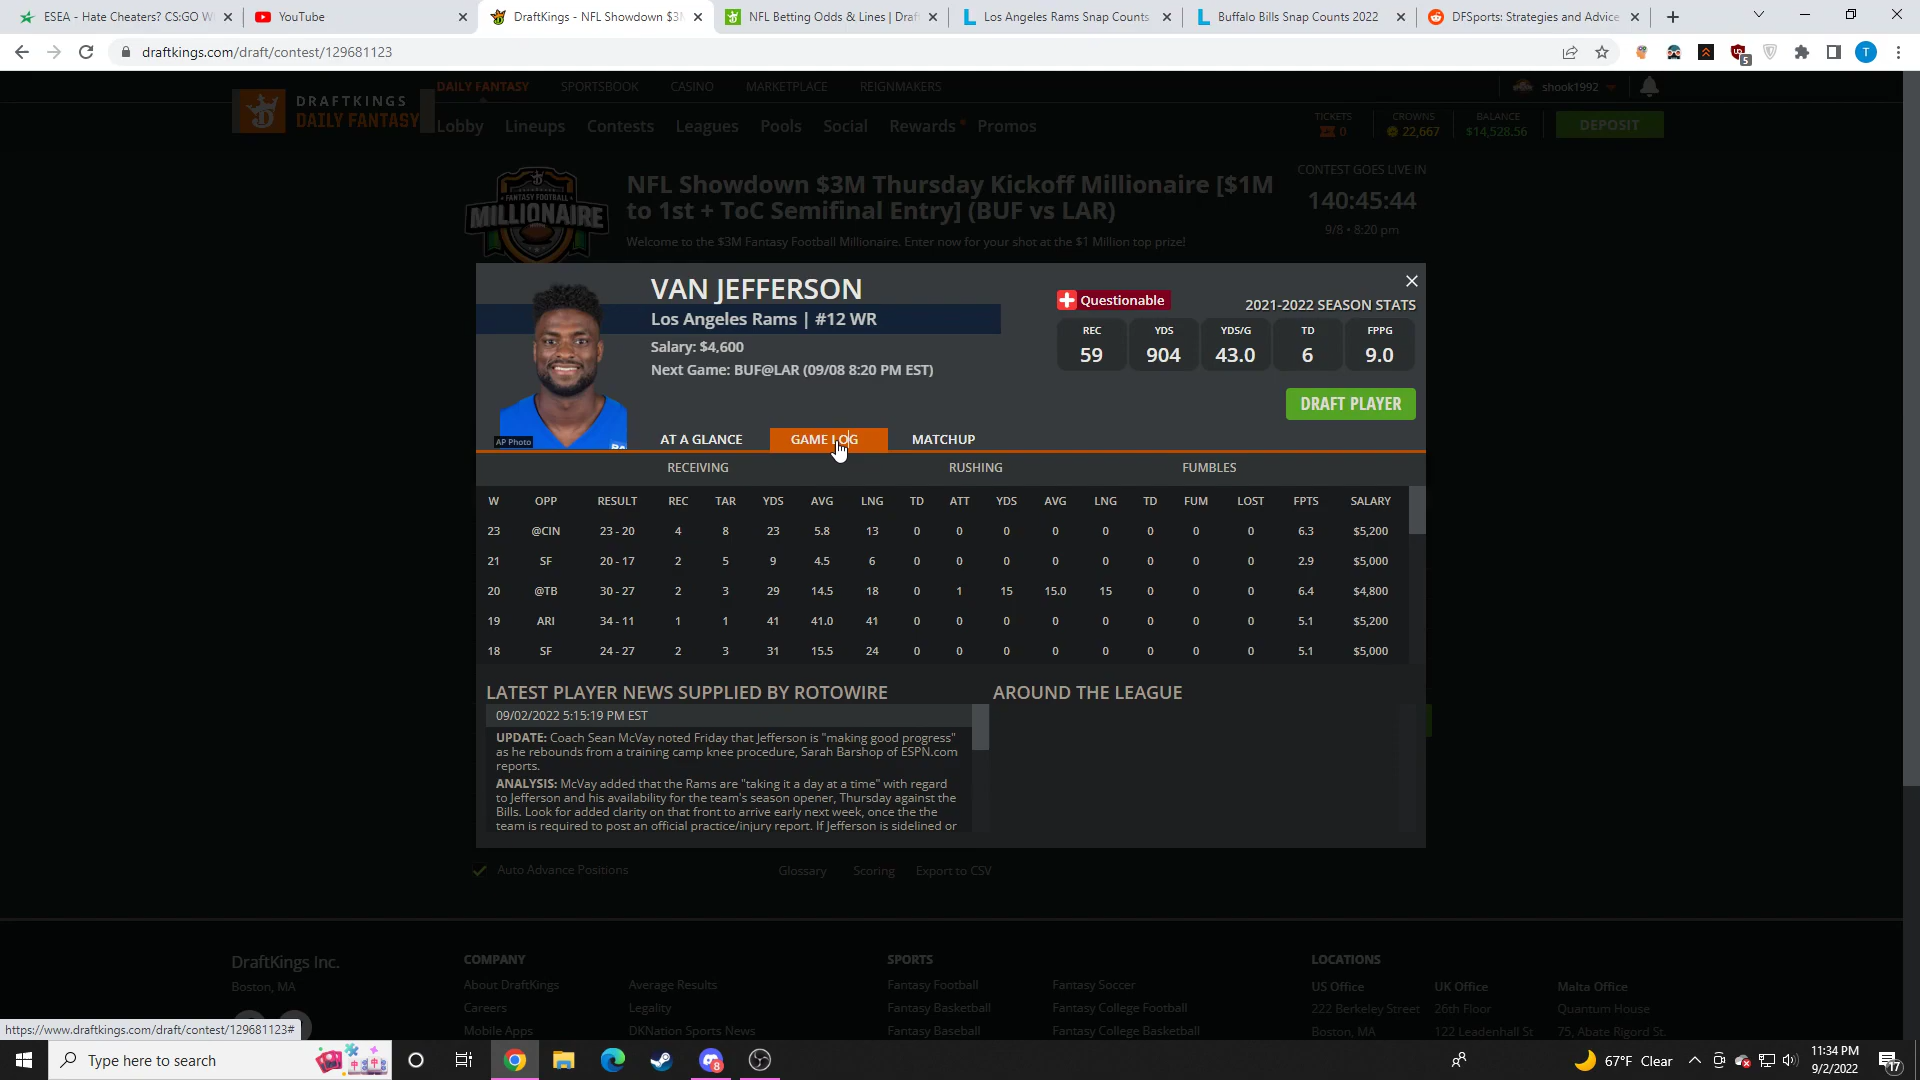 ESEA - Hate Cheaters? CS:GO W
YouTube
DraftKings - NFL Showdown $3M
NFL Betting Odds & Lines | Draf
Los Angeles Rams Snap Counts
Buffalo Bills Snap Counts 2022
DFSports: Strategies and Advice
draftkings.com/draft/contest/129681123
5
T
DRAFTKINGS
DAILY FANTASY
DAILY FANTASY SPORTSBOOK CASINO MARKETPLACE REIGNMAKERS
shook1992
Lobby Lineups Contests Leagues Pools Social Rewards Promos
TICKETS
0
CROWNS
22,667
BALANCE
$14,528.56
DEPOSIT
FANTASY FOOTBALL
MILLIONAIRE
NFL Showdown $3M Thursday Kickoff Millionaire [$1M
to 1st + ToC Semifinal Entry] (BUF vs LAR)
Welcome to the $3M Fantasy Football Millionaire. Enter now for your shot at the $1 Million top prize!
CONTEST GOES LIVE IN
140:45:44
9/8 • 8:20 pm
VAN JEFFERSON
Los Angeles Rams | #12 WR
Salary: $4,600
Next Game: BUF@LAR (09/08 8:20 PM EST)
AP Photo
Questionable
2021-2022 SEASON STATS
REC YDS YDS/G TD FPPG
59 904 43.0 6 9.0
DRAFT PLAYER
AT A GLANCE GAME LOG MATCHUP
RECEIVING RUSHING FUMBLES
W OPP RESULT REC TAR YDS AVG LNG TD ATT YDS AVG LNG TD FUM LOST FPTS SALARY
23 @CIN 23 - 20 4 8 23 5.8 13 0 0 0 0 0 0 0 0 6.3 $5,200
21 SF 20 - 17 2 5 9 4.5 6 0 0 0 0 0 0 0 0 2.9 $5,000
20 @TB 30 - 27 2 3 29 14.5 18 0 1 15 15.0 15 0 0 0 6.4 $4,800
19 ARI 34 - 11 1 1 41 41.0 41 0 0 0 0 0 0 0 0 5.1 $5,200
18 SF 24 - 27 2 3 31 15.5 24 0 0 0 0 0 0 0 0 5.1 $5,000
LATEST PLAYER NEWS SUPPLIED BY ROTOWIRE
AROUND THE LEAGUE
09/02/2022 5:15:19 PM EST
UPDATE: Coach Sean McVay noted Friday that Jefferson is "making good progress"
as he rebounds from a training camp knee procedure, Sarah Barshop of ESPN.com
reports.
ANALYSIS: McVay added that the Rams are "taking it a day at a time" with regard
to Jefferson and his availability for the team's season opener, Thursday against the
Bills. Look for added clarity on that front to arrive early next week, once the the
team is required to post an official practice/injury report. If Jefferson is sidelined or
Auto Advance Positions
Glossary Scoring Export to CSV
DraftKings Inc.
Boston, MA
COMPANY
About DraftKings Average Results
Careers Legality
Mobile Apps DKNation Sports News
SPORTS
Fantasy Football Fantasy Soccer
Fantasy Basketball Fantasy College Football
Fantasy Baseball Fantasy College Basketball
LOCATIONS
US Office UK Office Malta Office
222 Berkeley Street 26th Floor Quantum House
Boston, MA 122 Leadenhall St 75, Abate Rigord St.
https://www.draftkings.com/draft/contest/129681123#
Type here to search
8
67°F Clear
11:34 PM
9/2/2022
17